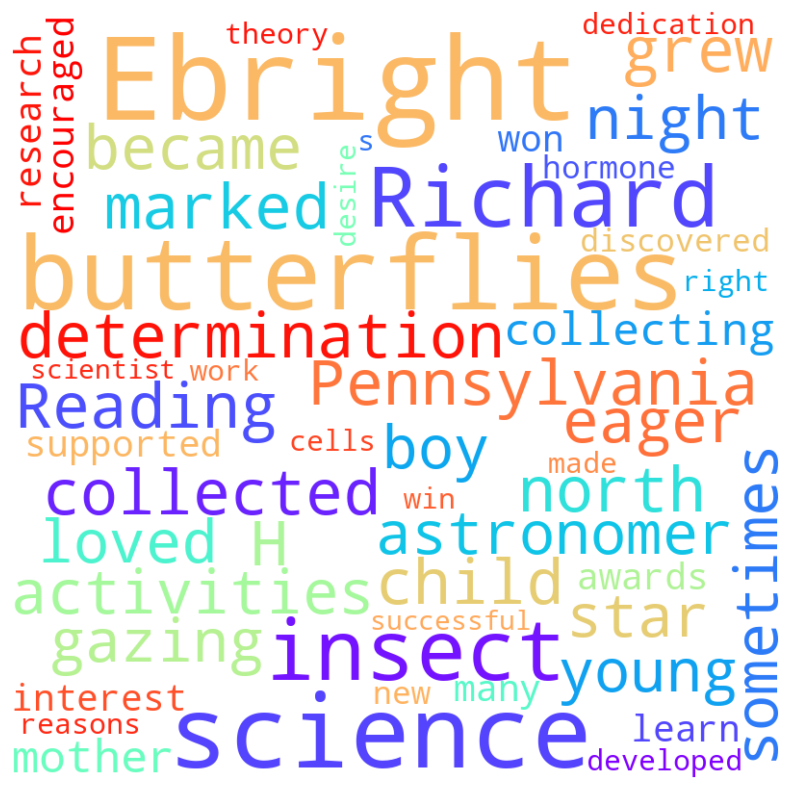 theory dedication
Ebright grew
research encouraged
became desire s won night
marked Richard hormone
butterflies discovered
right
determination collecting
scientist work Pennsylvania
Reading eager
supported cells boy made
collected win north sometimes
loved H astronomer
activities child awards
gazing successful star
insect young
interest new many
reasons science learn
mother developed